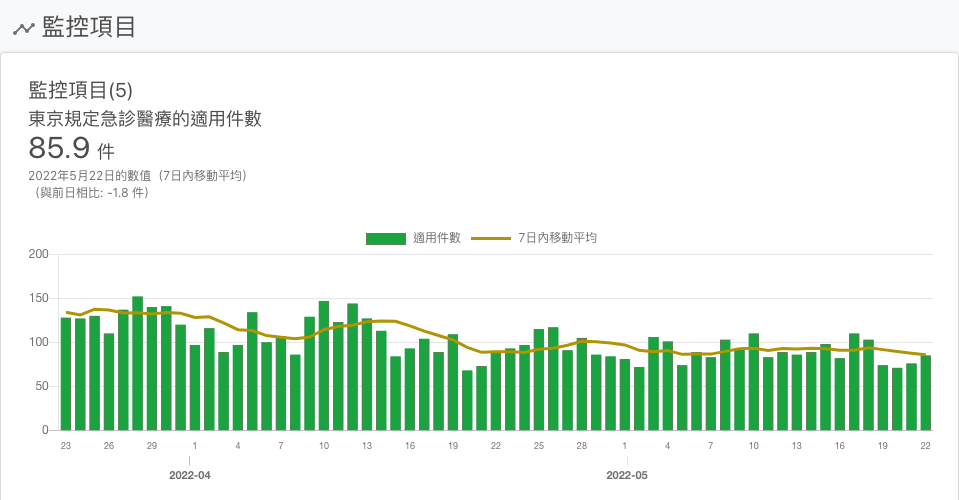 監控項目
監控項目(5)
東京規定急診醫療的適用件數
85.9 件
2022年5月22日的數值（7日內移動平均）
（與前日相比: -1.8 件）
適用件數 7日內移動平均
200
150
100
50
0
23 26 29 1 4 7 10 13 16 19 22 25 28 1 4 7 10 13 16 19 22
2022-04 2022-05